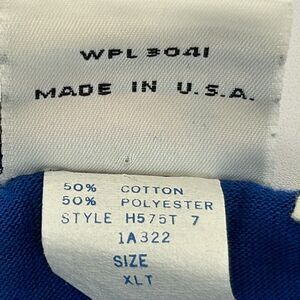 WPL 3041
MADE IN U.S.A.
50% COTTON
50% POLYESTER
STYLE H575T 7
1A322
SIZE
XLT